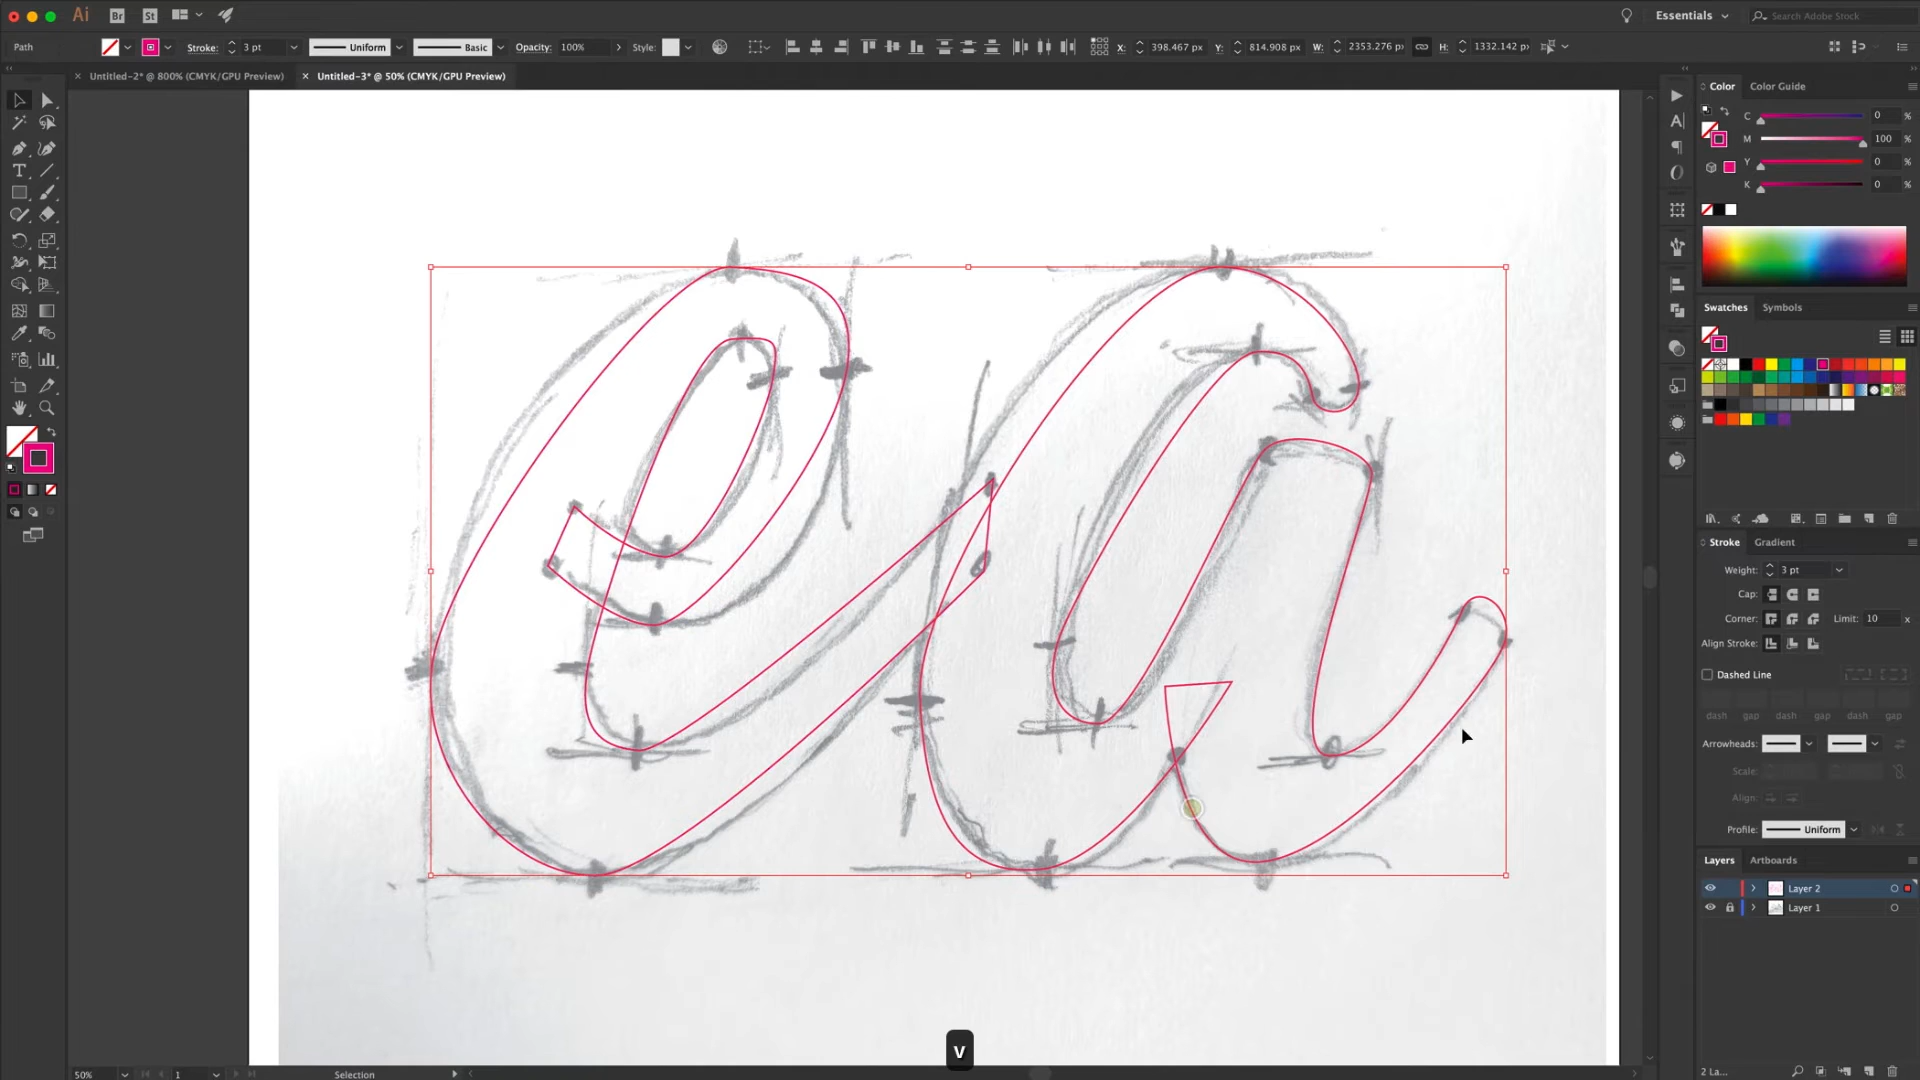 Ai Br St Essentials Search Adobe Stock
Path Stroke: 3 pt Uniform Basic Opacity: 100% Style: X: 398.467 px Y: 814.908 px W: 2353.276 p H: 1332.142 p
Untitled-2* @ 800% (CMYK/GPU Preview) Untitled-3* @ 50% (CMYK/GPU Preview)
Color Color Guide
C 0 %
M 100 %
Y 0 %
K 0 %
Swatches Symbols
ea
Stroke Gradient
Weight: 3 pt
Cap:
Corner: Limit: 10 x
Align Stroke:
Dashed Line
dash gap dash gap dash gap
Arrowheads:
Scale:
Align:
Profile: Uniform
Layers Artboards
Layer 2
Layer 1
v
50% 1 Selection 2 La...